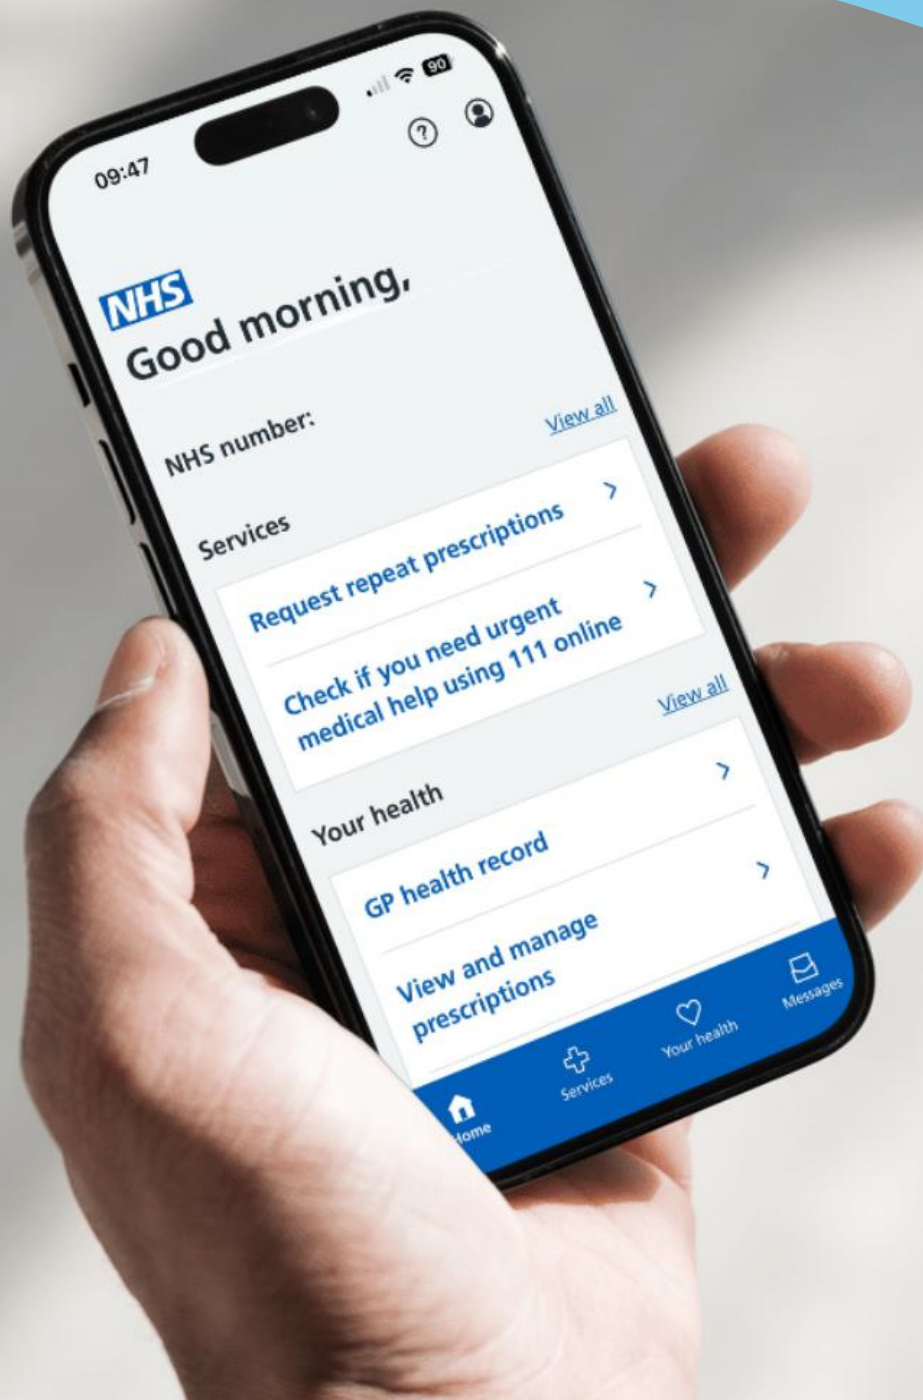 09:47
90
NHS
Good morning,
NHS number:
Services
View all
Request repeat prescriptions
Check if you need urgent
medical help using 111 online
Your health
View all
GP health record
View and manage
prescriptions
Home
Services
Your health
Messages